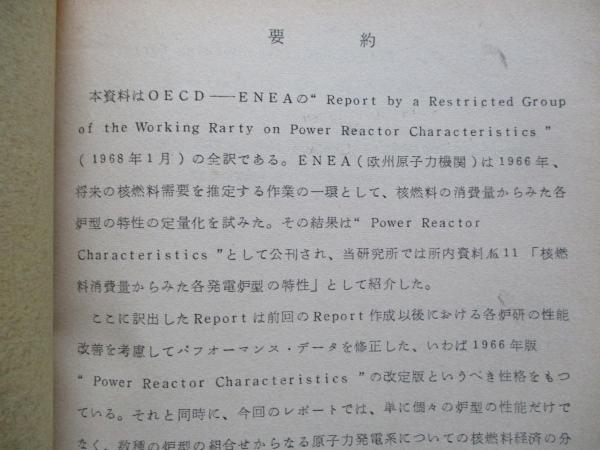 要 約
本資料はOECD──ENEAの“ Report by a Restricted Group
of the Working Rarty on Power Reactor Characteristics ”
( 1968年1月 ) の全訳である。ENEA ( 欧州原子力機関 ) は1966年、
将来の核燃料需要を推定する作業の一環として、核燃料の消費量からみた各
炉型の特性の定量化を試みた。その結果は“ Power Reactor
Characteristics ”として公刊され、当研究所では所内資料№11 「核燃
料消費量からみた各発電炉型の特性」として紹介した。
ここに訳出したReportは前回のReport 作成以後における各炉研の性能
改善を考慮してパフォーマンス・データを修正した、いわば1966年版
“ Power Reactor Characteristics ”の改定版というべき性格をもつ
ている。それと同時に、今回のレポートでは、単に個々の炉型の性能だけで
なく、数種の炉型の組合せからなる原子力発電系についての核燃料経済の分